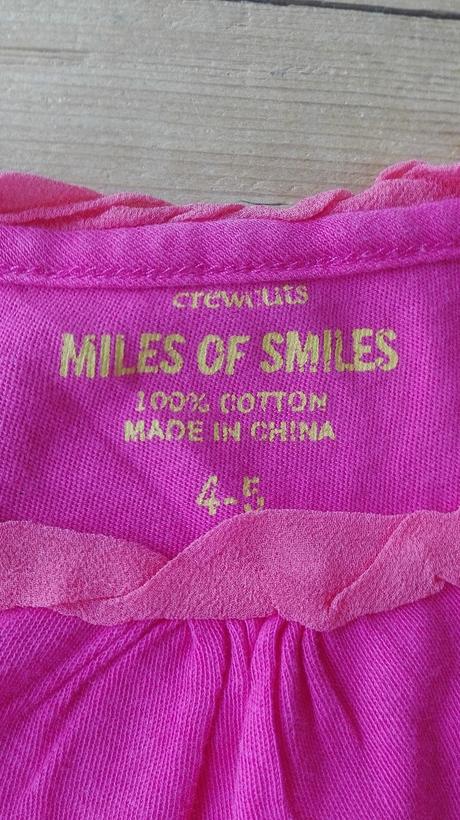 crewcuts
MILES OF SMILES
100% COTTON
MADE IN CHINA
4-5